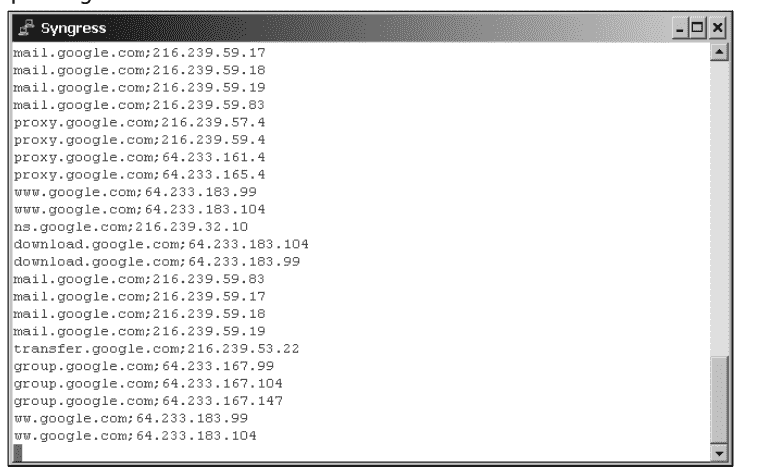 Syngress
mail.google.com;216.239.59.17
mail.google.com;216.239.59.18
mail.google.com;216.239.59.19
mail.google.com;216.239.59.83
proxy.google.com;216.239.57.4
proxy.google.com;216.239.59.4
proxy.google.com;64.233.161.4
proxy.google.com;64.233.165.4
www.google.com;64.233.183.99
www.google.com;64.233.183.104
ns.google.com;216.239.32.10
download.google.com;64.233.183.104
download.google.com;64.233.183.99
mail.google.com;216.239.59.83
mail.google.com;216.239.59.17
mail.google.com;216.239.59.18
mail.google.com;216.239.59.19
transfer.google.com;216.239.53.22
group.google.com;64.233.167.99
group.google.com;64.233.167.104
group.google.com;64.233.167.147
ww.google.com;64.233.183.99
ww.google.com;64.233.183.104